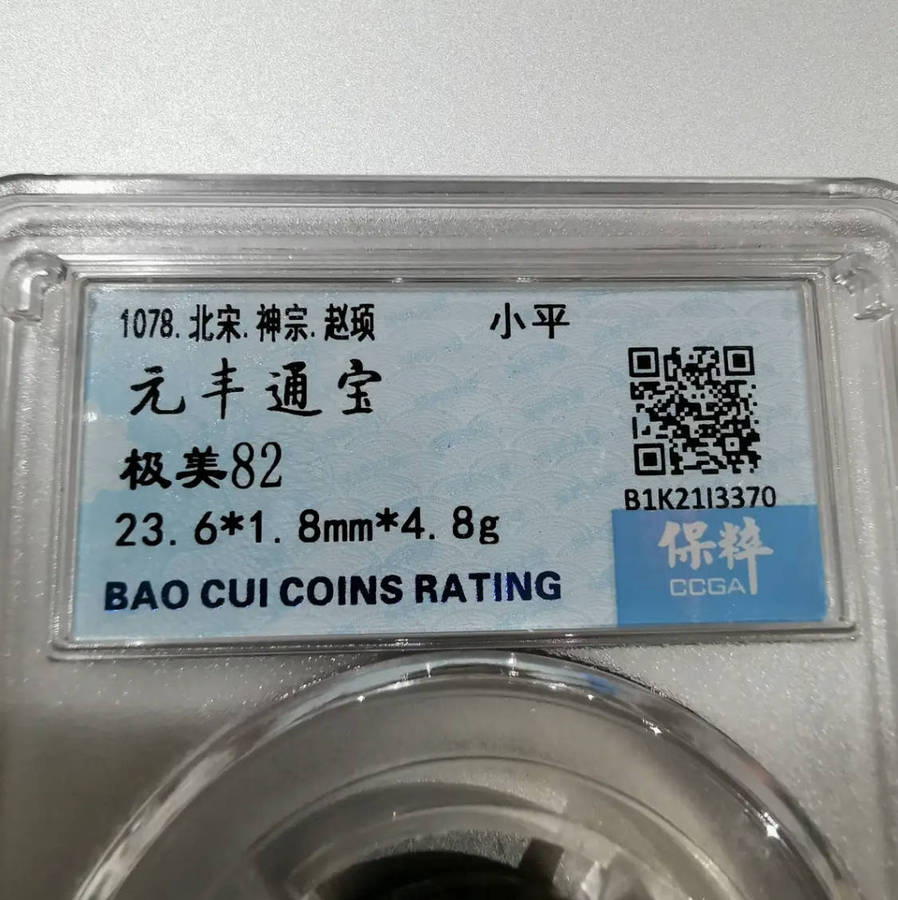 1078.北宋.神宗.赵顼 小平
元丰通宝
极美82
23.6*1.8mm*4.8g
BAO CUI COINS RATING
B1K21I3370
保粹
CCGA